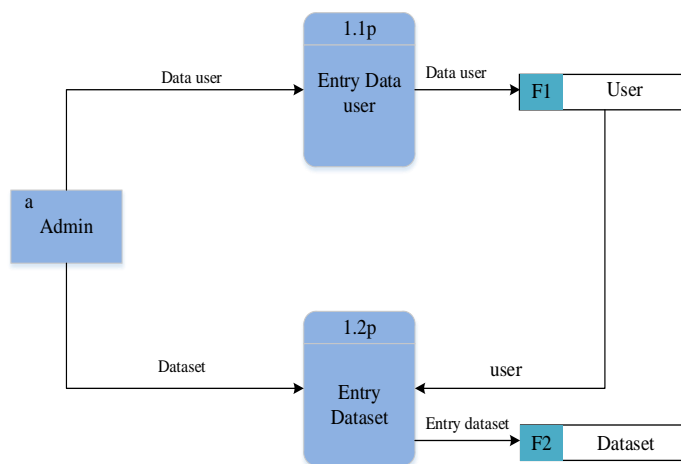 1.1p
Data user
Entry Data
user
Data user
F1
User
a
Admin
1.2p
Dataset
Entry
Dataset
user
Entry dataset
F2
Dataset